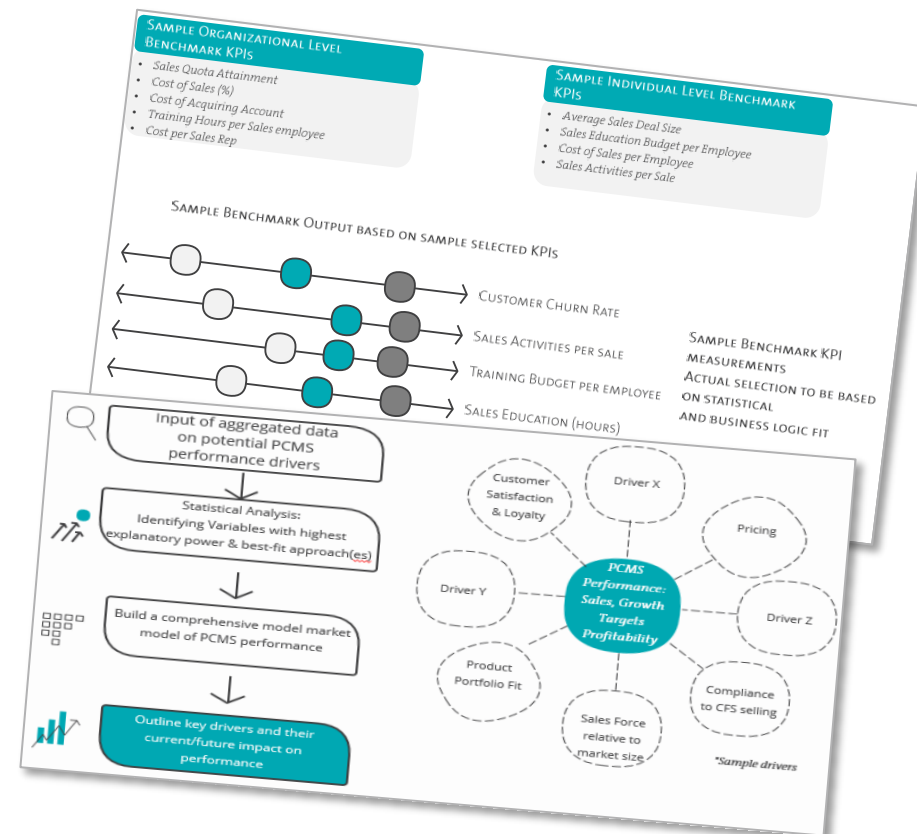 Sample Organizational Level
Benchmark KPIs
• Sales Quota Attainment
• Cost of Sales (%)
• Cost of Acquiring Account
• Training Hours per Sales employee
• Cost per Sales Rep
Sample Individual Level Benchmark
KPIs
• Average Sales Deal Size
• Sales Education Budget per Employee
• Cost of Sales per Employee
• Sales Activities per Sale
Sample Benchmark Output based on sample selected KPIs
Customer Churn Rate
Sales Activities per sale
Training Budget per employee
Sales Education (hours)
Sample Benchmark KPI
measurements
Actual selection to be based
on statistical
and business logic fit
Input of aggregated data
on potential PCMS
performance drivers
Statistical Analysis:
Identifying Variables with highest
explanatory power & best-fit approach(es)
Build a comprehensive model market
model of PCMS performance
Outline key drivers and their
current/future impact on
performance
Customer
Satisfaction
& Loyalty
Driver X
Pricing
Driver Y
PCMS
Performance:
Sales, Growth
Targets
Profitability
Driver Z
Product
Portfolio Fit
Compliance
to CFS selling
Sales Force
relative to
market size
*Sample drivers